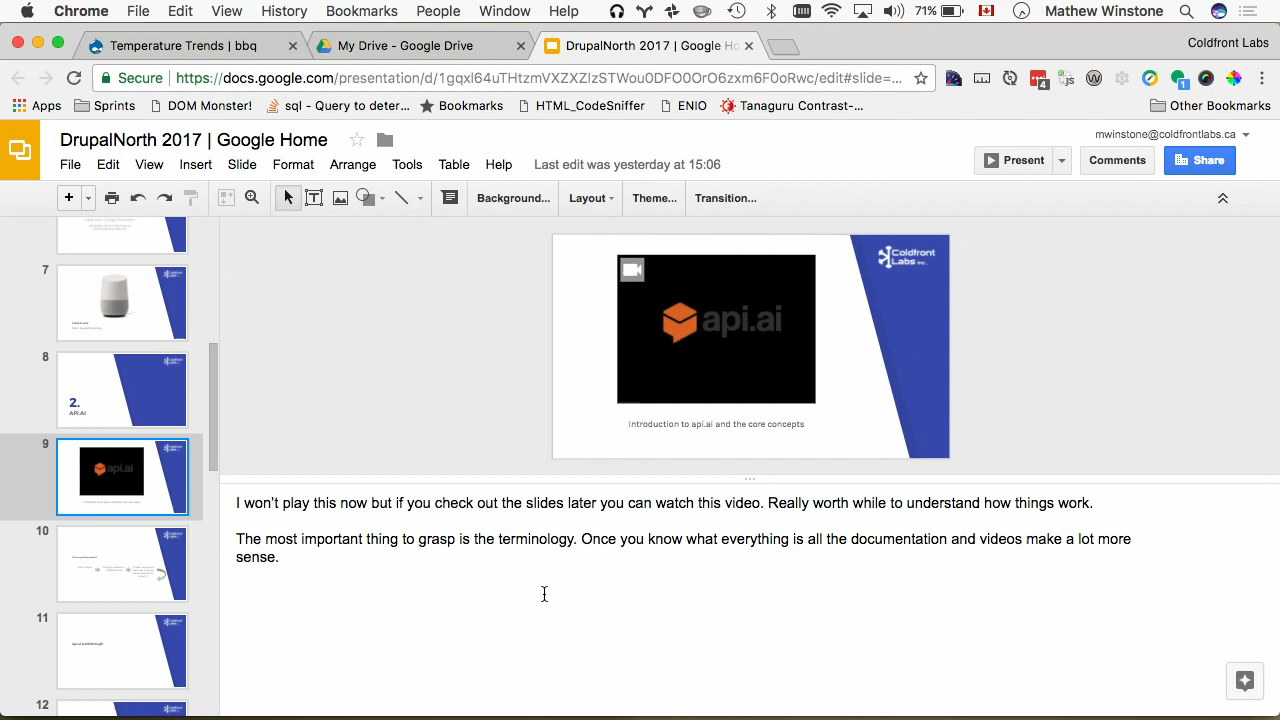 Chrome File Edit View History Bookmarks People Window Help 71% Mathew Winstone
Temperature Trends | bbq
My Drive - Google Drive
DrupalNorth 2017 | Google Ho
Coldfront Labs
Secure https://docs.google.com/presentation/d/1gqxl64uTHtzmVXZXZlzSTWou0DFO0OrO6zxm6F0oRwc/edit#slide=...
Apps Sprints DOM Monster! sql - Query to deter... Bookmarks HTML_CodeSniffer ENIO Tanaguru Contrast-... Other Bookmarks
DrupalNorth 2017 | Google Home
mwinstone@coldfrontlabs.ca
File Edit View Insert Slide Format Arrange Tools Table Help Last edit was yesterday at 15:06
Present Comments Share
Background... Layout Theme... Transition...
7
8
2.
API.AI
9
api.ai
10
11
12
Coldfront
Labs Inc.
api.ai
Introduction to api.ai and the core concepts
I won't play this now but if you check out the slides later you can watch this video. Really worth while to understand how things work.
The most important thing to grasp is the terminology. Once you know what everything is all the documentation and videos make a lot more
sense.